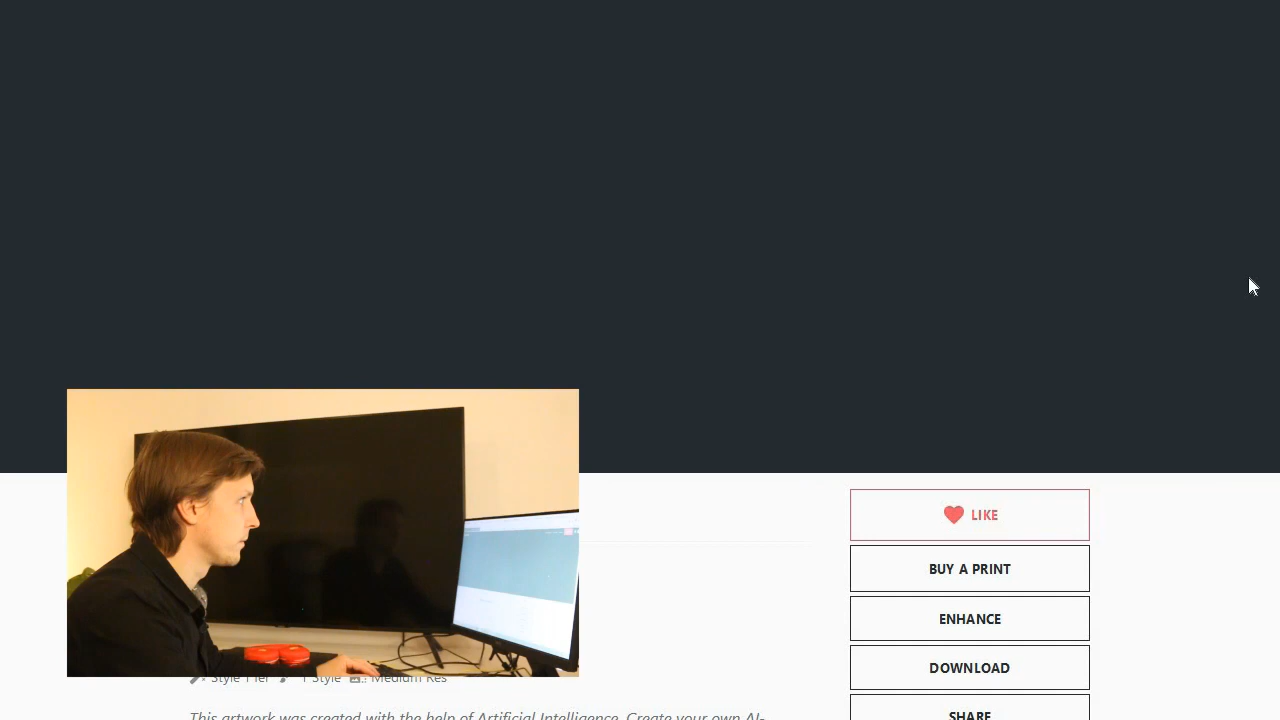 LIKE
BUY A PRINT
ENHANCE
DOWNLOAD
Style 1 Style Medium Res
SHARE
This artwork was created with the help of Artificial Intelligence. Create your own AI-